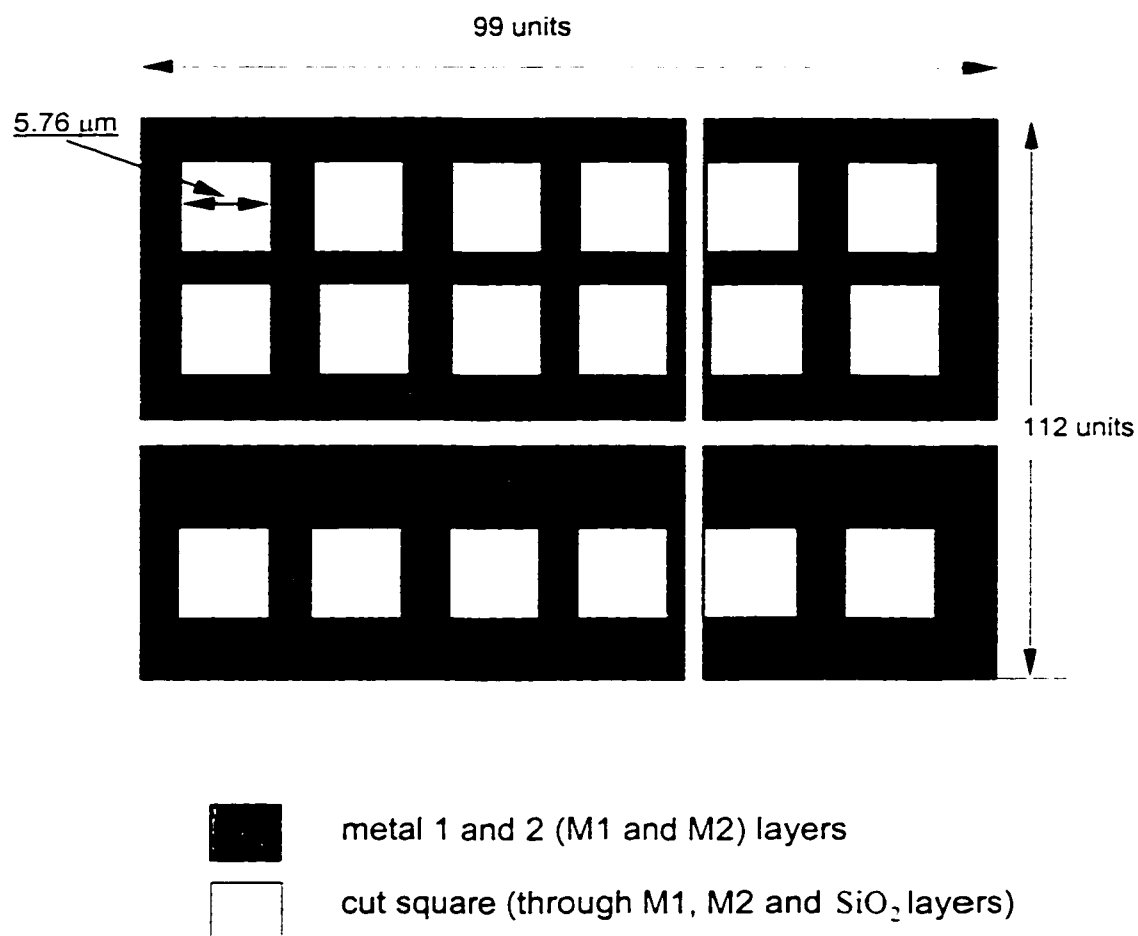 99 units
5.76 μm
112 units
metal 1 and 2 (M1 and M2) layers
cut square (through M1, M2 and SiO₂ layers)